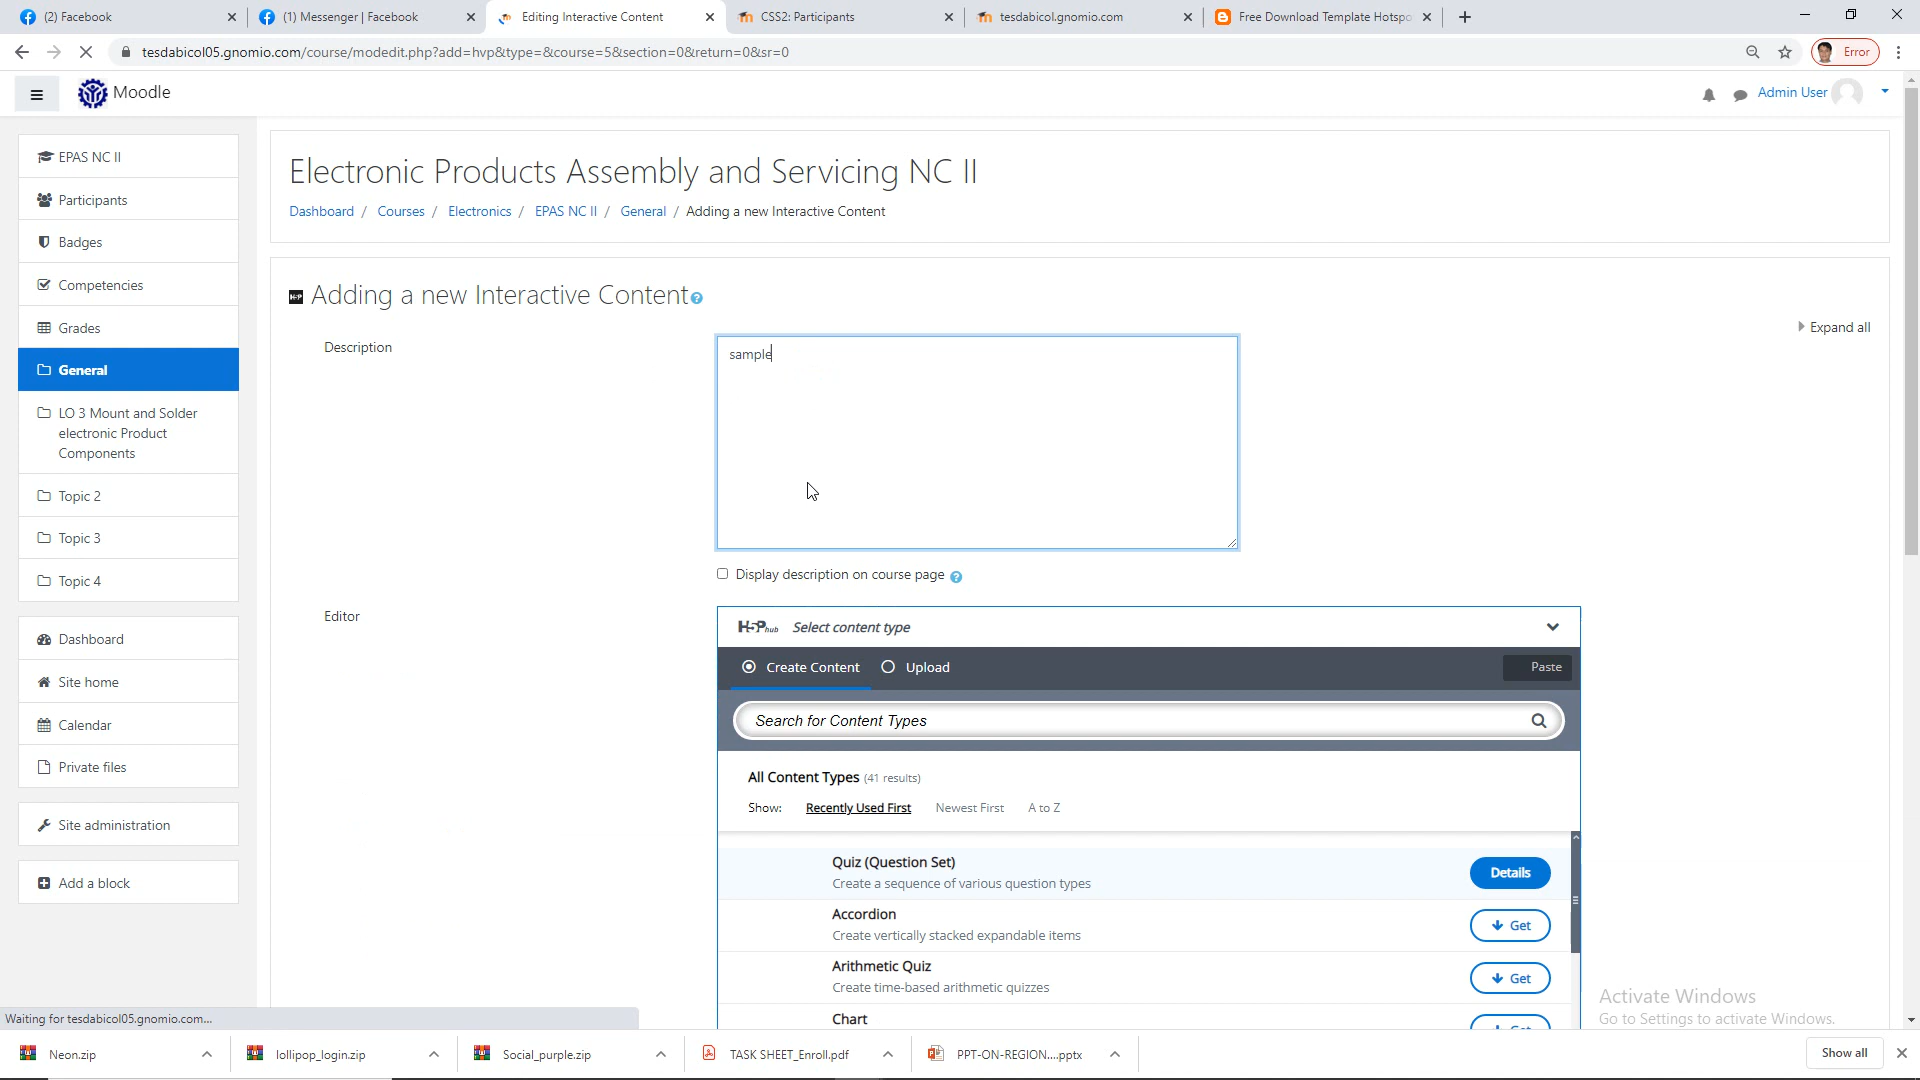 (2) Facebook
(1) Messenger | Facebook
Editing Interactive Content
CSS2: Participants
tesdabicol.gnomio.com
Free Download Template Hotspo
tesdabicol05.gnomio.com/course/modedit.php?add=hvp&type=&course=5&section=0&return=0&sr=0
Error
Moodle
Admin User
EPAS NC II
Participants
Badges
Competencies
Grades
General
LO 3 Mount and Solder
electronic Product
Components
Topic 2
Topic 3
Topic 4
Dashboard
Site home
Calendar
Private files
Site administration
Add a block
Electronic Products Assembly and Servicing NC II
Dashboard / Courses / Electronics / EPAS NC II / General / Adding a new Interactive Content
H5P Adding a new Interactive Content
Expand all
Description
sample
Display description on course page
Editor
H5P hub Select content type
Create Content Upload
Paste
Search for Content Types
All Content Types (41 results)
Show: Recently Used First Newest First A to Z
Quiz (Question Set)
Create a sequence of various question types
Details
Accordion
Create vertically stacked expandable items
Get
Arithmetic Quiz
Create time-based arithmetic quizzes
Get
Chart
Get
Activate Windows
Go to Settings to activate Windows.
Waiting for tesdabicol05.gnomio.com...
Neon.zip
lollipop_login.zip
Social_purple.zip
TASK SHEET_Enroll.pdf
PPT-ON-REGION....pptx
Show all